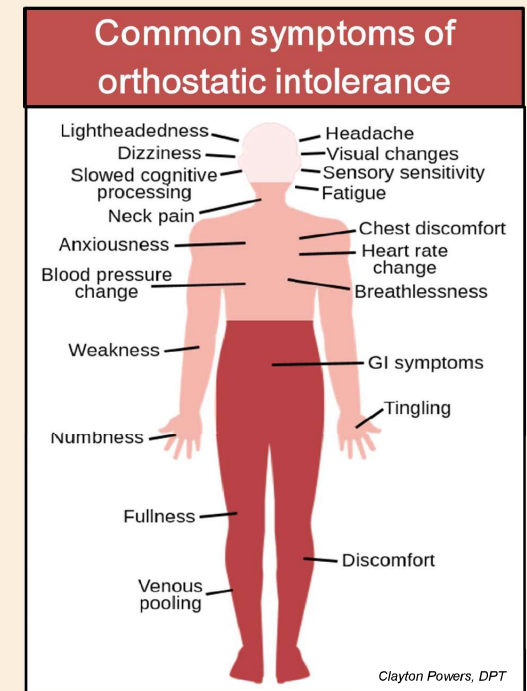 Common symptoms of
orthostatic intolerance
Lightheadedness
Dizziness
Slowed cognitive
processing
Neck pain
Anxiousness
Blood pressure
change
Weakness
Numbness
Fullness
Venous
pooling
Headache
Visual changes
Sensory sensitivity
Fatigue
Chest discomfort
Heart rate
change
Breathlessness
GI symptoms
Tingling
Discomfort
Clayton Powers, DPT